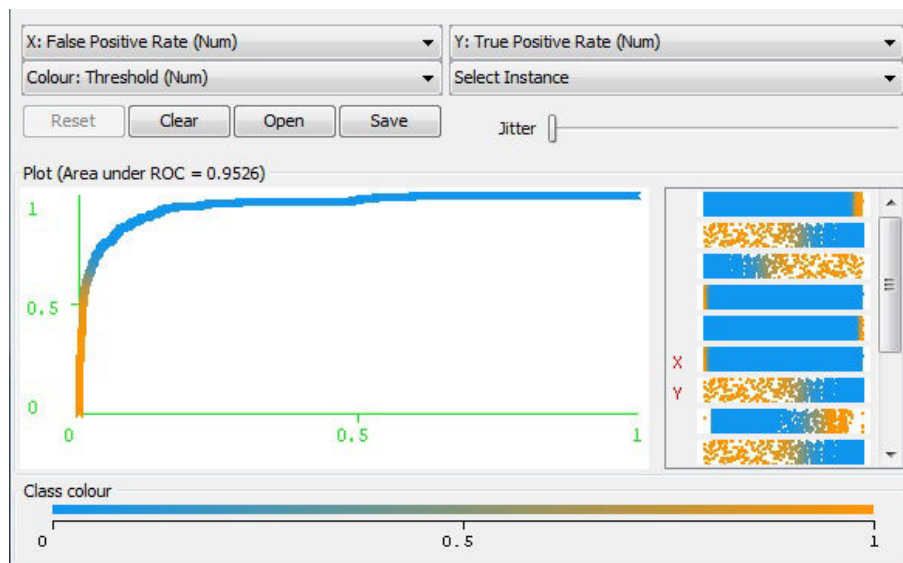 X: False Positive Rate (Num) Y: True Positive Rate (Num)
Colour: Threshold (Num) Select Instance
Reset Clear Open Save Jitter
Plot (Area under ROC = 0.9526)
1
0.5
0
0 0.5 1
X
Y
Class colour
0 0.5 1